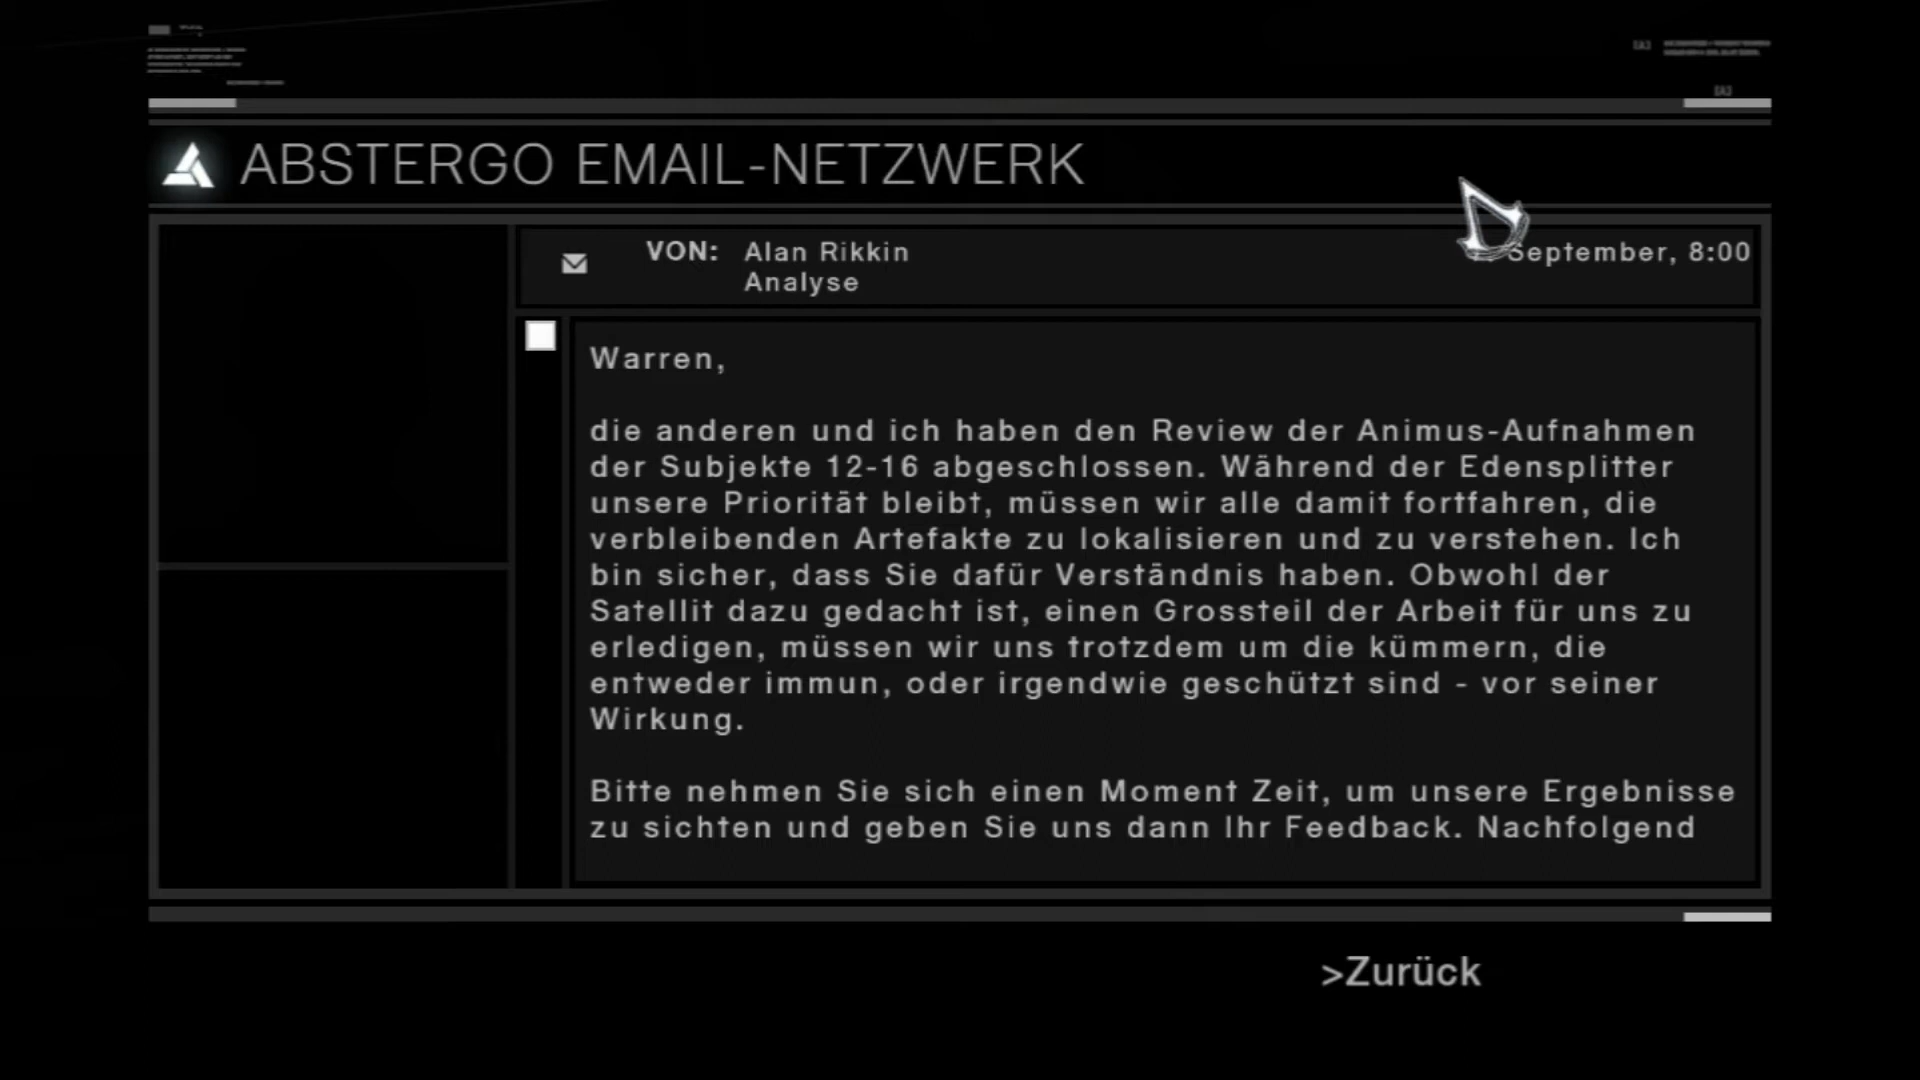 ABSTERGO EMAIL-NETZWERK
VON: Alan Rikkin
September, 8:00
Analyse
Warren,
die anderen und ich haben den Review der Animus-Aufnahmen
der Subjekte 12-16 abgeschlossen. Während der Edensplitter
unsere Priorität bleibt, müssen wir alle damit fortfahren, die
verbleibenden Artefakte zu lokalisieren und zu verstehen. Ich
bin sicher, dass Sie dafür Verständnis haben. Obwohl der
Satellit dazu gedacht ist, einen Grossteil der Arbeit für uns zu
erledigen, müssen wir uns trotzdem um die kümmern, die
entweder immun, oder irgendwie geschützt sind - vor seiner
Wirkung.
Bitte nehmen Sie sich einen Moment Zeit, um unsere Ergebnisse
zu sichten und geben Sie uns dann Ihr Feedback. Nachfolgend
>Zurück